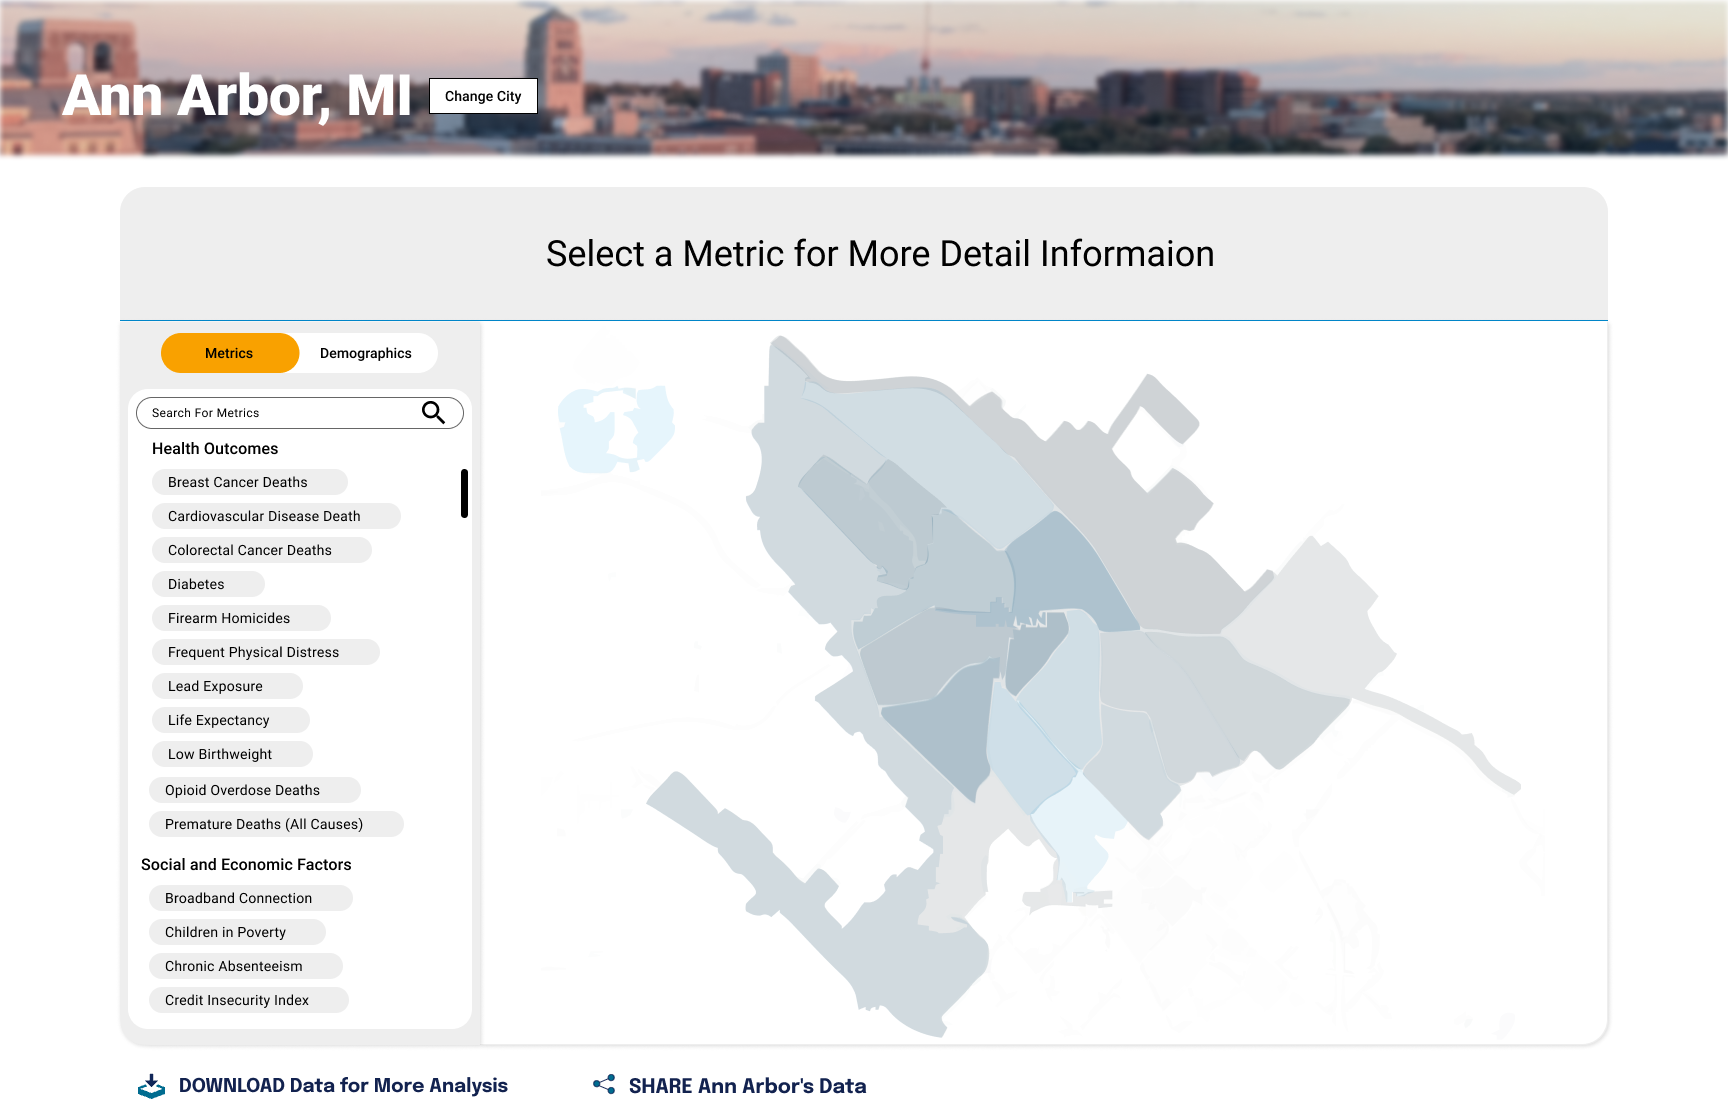 Ann Arbor, MI
Change City
Select a Metric for More Detail Informaion
Metrics
Demographics
Search For Metrics
Health Outcomes
Breast Cancer Deaths
Cardiovascular Disease Death
Colorectal Cancer Deaths
Diabetes
Firearm Homicides
Frequent Physical Distress
Lead Exposure
Life Expectancy
Low Birthweight
Opioid Overdose Deaths
Premature Deaths (All Causes)
Social and Economic Factors
Broadband Connection
Children in Poverty
Chronic Absenteeism
Credit Insecurity Index
DOWNLOAD Data for More Analysis
SHARE Ann Arbor's Data